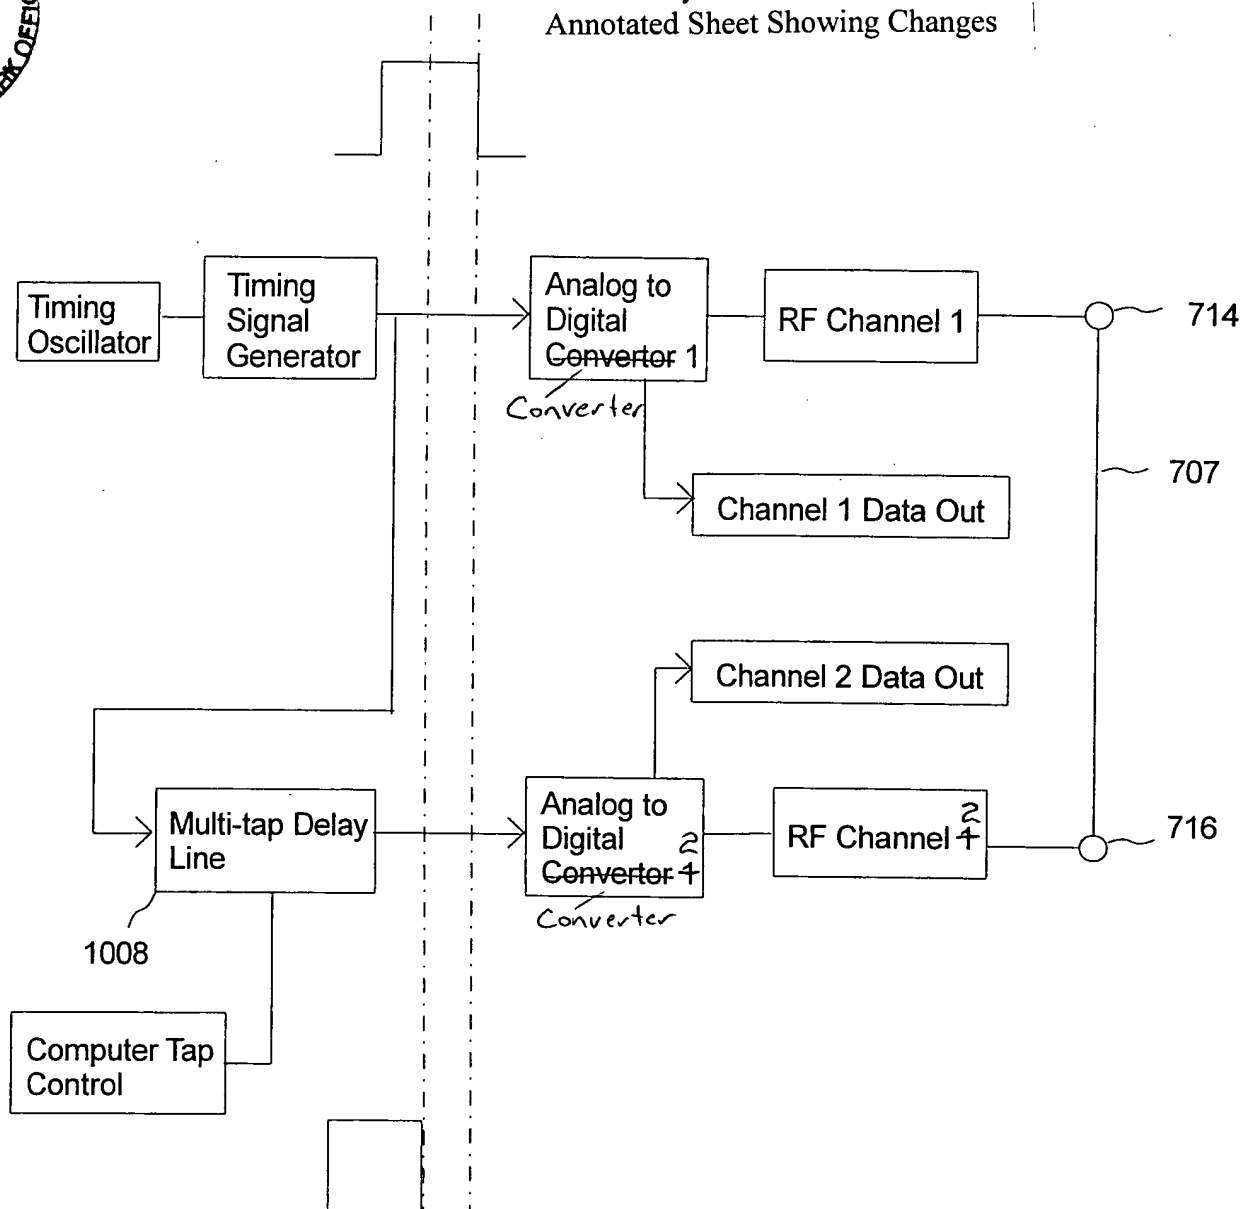 Annotated Sheet Showing Changes
Timing
Oscillator
Timing
Signal
Generator
Analog to
Digital
Convertor 1
Converter
RF Channel 1
714
707
Channel 1 Data Out
Channel 2 Data Out
Multi-tap Delay
Line
1008
Analog to
Digital 2
Convertor 1
Converter
2
RF Channel 1
716
Computer Tap
Control